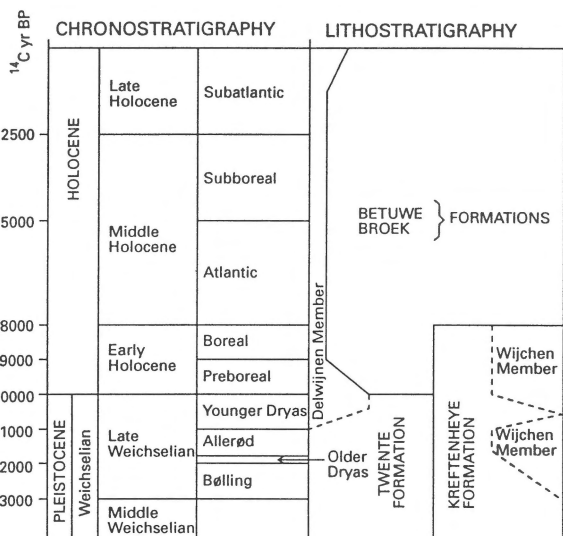 CHRONOSTRATIGRAPHY
LITHOSTRATIGRAPHY
14C yr BP
HOLOCENE
Late
Holocene
Subatlantic
2500
Subboreal
5000
Middle
Holocene
Atlantic
BETUWE
BROEK
FORMATIONS
8000
Early
Holocene
Boreal
9000
Preboreal
Delwijnen Member
Wijchen
Member
0000
PLEISTOCENE
Weichselian
Late
Weichselian
Younger Dryas
1000
Allerød
Older
Dryas
2000
Bølling
3000
Middle
Weichselian
TWENTE
FORMATION
KREFTENHEYE
FORMATION
Wijchen
Member